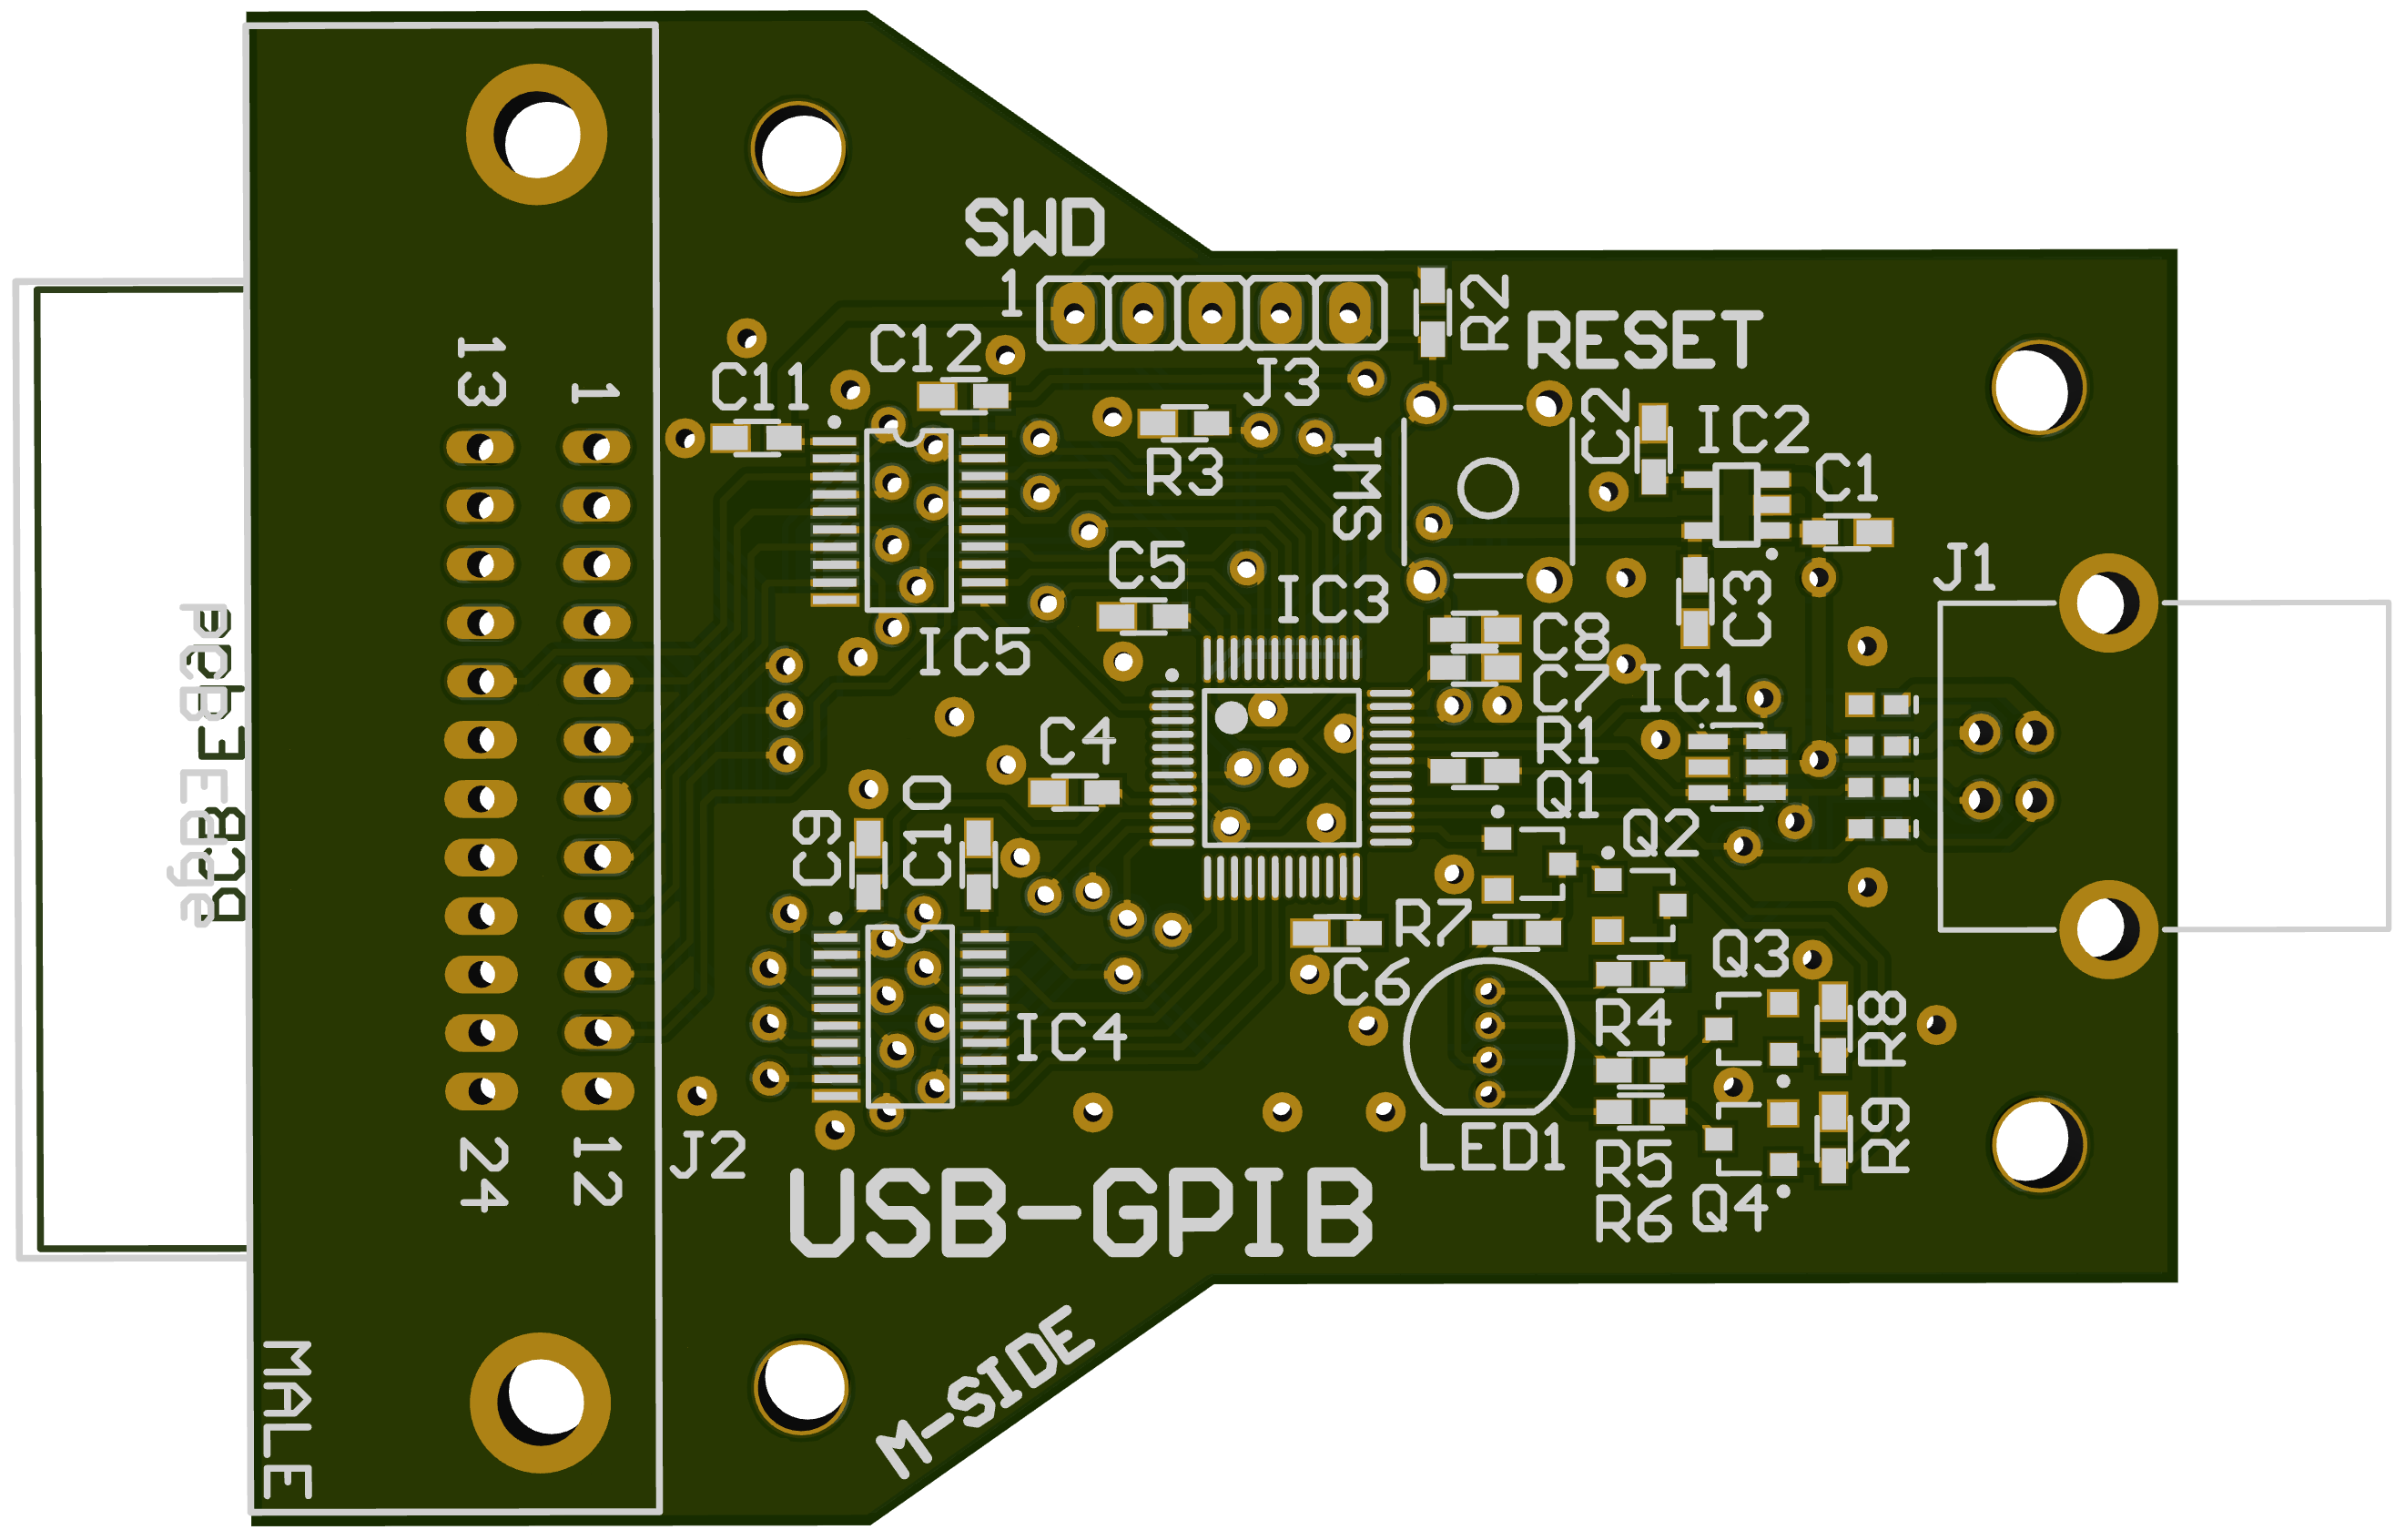 SWD
1
R2
RESET
C12
J3
13
1
C11
C2
IC2
R3
SW1
C1
C5
IC3
J1
C3
PCB Edge
PCB Edge
IC5
C8
C7
IC1
C4
R1
Q1
C9
C10
Q2
R7
Q3
C6
IC4
R4
R8
24
12
J2
LED1
R5
R9
USB-GPIB
R6
Q4
M-SIDE
MALE